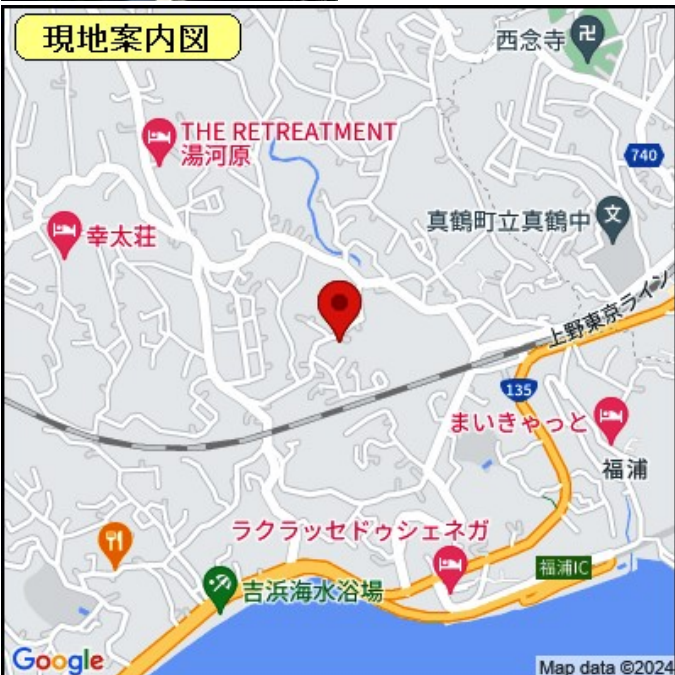 現地案内図
西念寺
THE RETREATMENT
湯河原
740
真鶴町立真鶴中
文
幸太荘
上野東京ライン
135
まいきゃっと
福浦
ラクラッセドゥシェネガ
福浦IC
吉浜海水浴場
Google
Map data ©2024